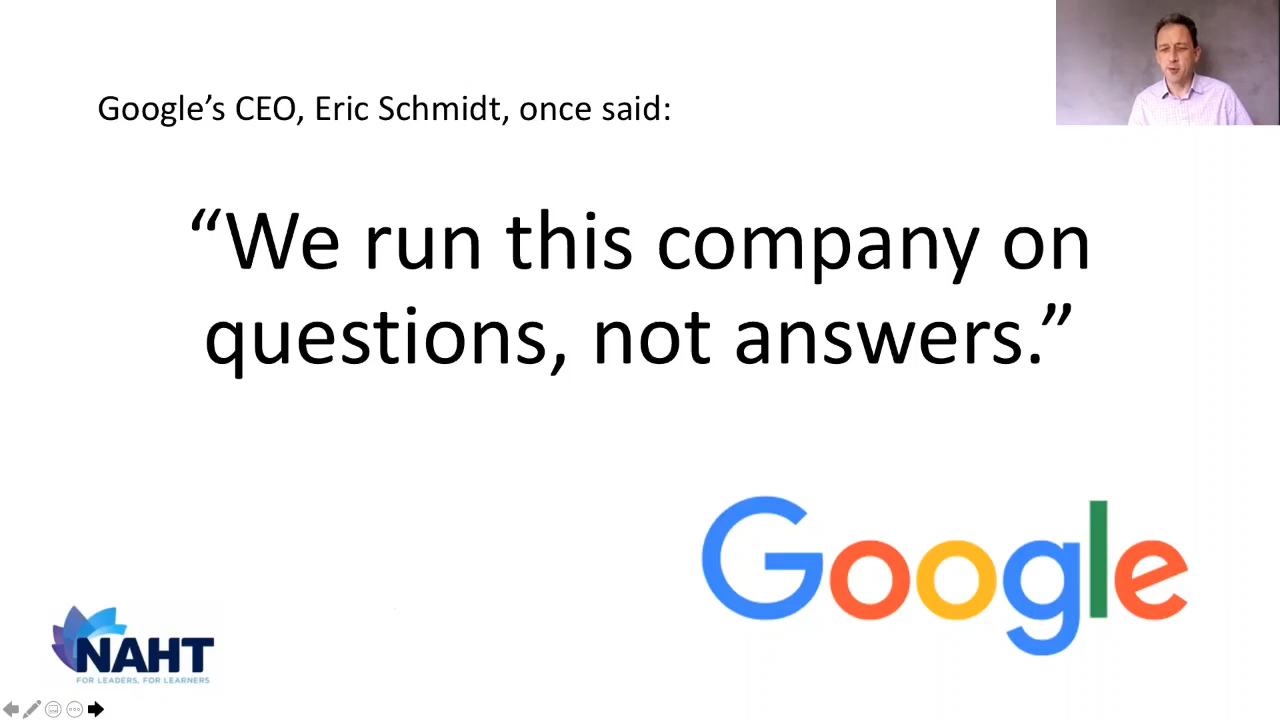 Google’s CEO, Eric Schmidt, once said:
“We run this company on
questions, not answers.”
Google
NAHT
FOR LEADERS, FOR LEARNERS